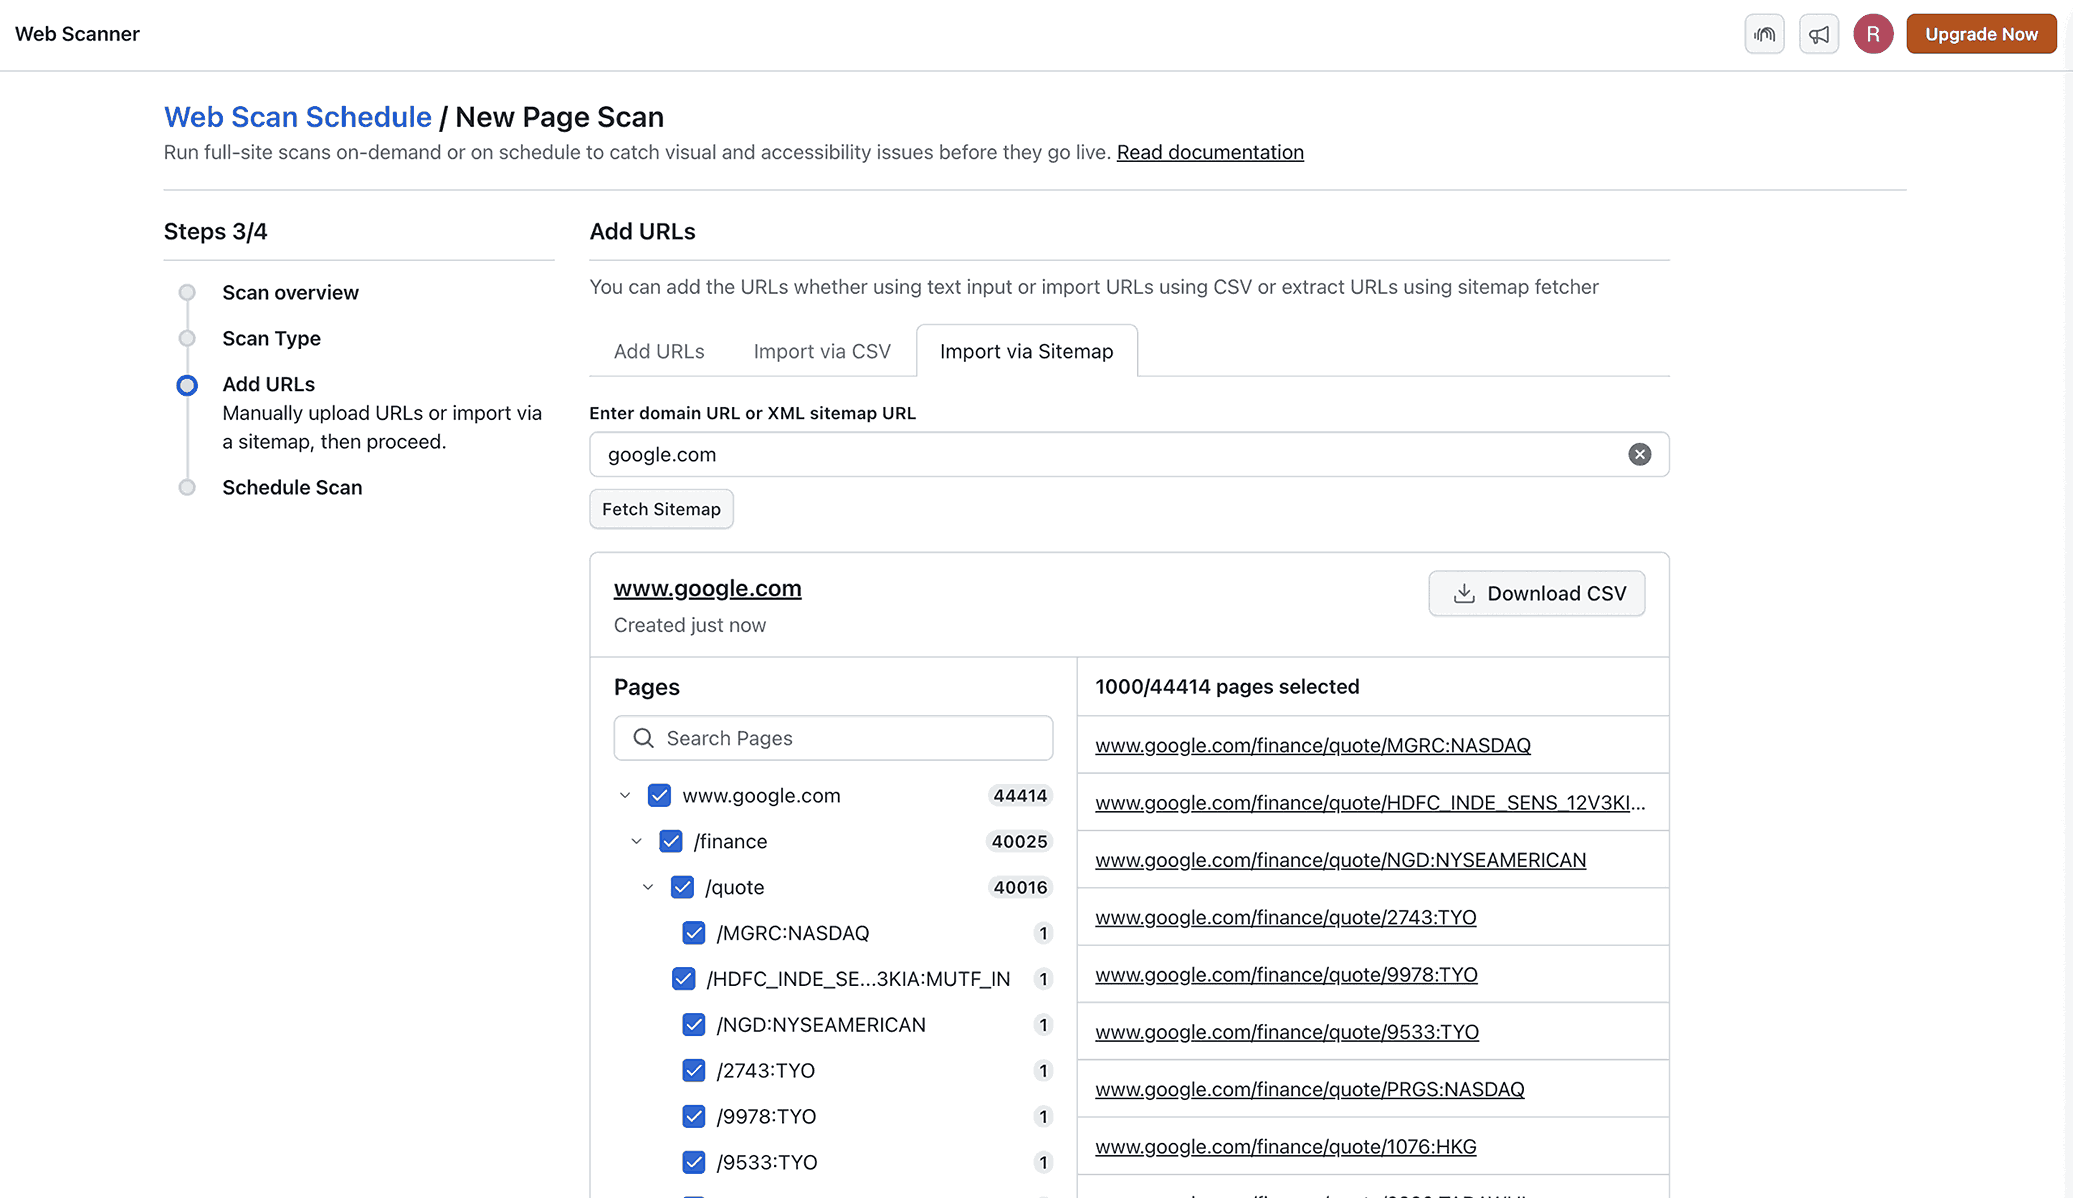 Web Scanner
R
Upgrade Now
Web Scan Schedule / New Page Scan
Run full-site scans on-demand or on schedule to catch visual and accessibility issues before they go live. Read documentation
Steps 3/4
Scan overview
Scan Type
Add URLs
Manually upload URLs or import via
a sitemap, then proceed.
Schedule Scan
Add URLs
You can add the URLs whether using text input or import URLs using CSV or extract URLs using sitemap fetcher
Add URLs
Import via CSV
Import via Sitemap
Enter domain URL or XML sitemap URL
google.com
Fetch Sitemap
www.google.com
Created just now
Download CSV
Pages
Search Pages
www.google.com 44414
/finance 40025
/quote 40016
/MGRC:NASDAQ 1
/HDFC_INDE_SE...3KIA:MUTF_IN 1
/NGD:NYSEAMERICAN 1
/2743:TYO 1
/9978:TYO 1
/9533:TYO 1
1000/44414 pages selected
www.google.com/finance/quote/MGRC:NASDAQ
www.google.com/finance/quote/HDFC_INDE_SENS_12V3KI...
www.google.com/finance/quote/NGD:NYSEAMERICAN
www.google.com/finance/quote/2743:TYO
www.google.com/finance/quote/9978:TYO
www.google.com/finance/quote/9533:TYO
www.google.com/finance/quote/PRGS:NASDAQ
www.google.com/finance/quote/1076:HKG